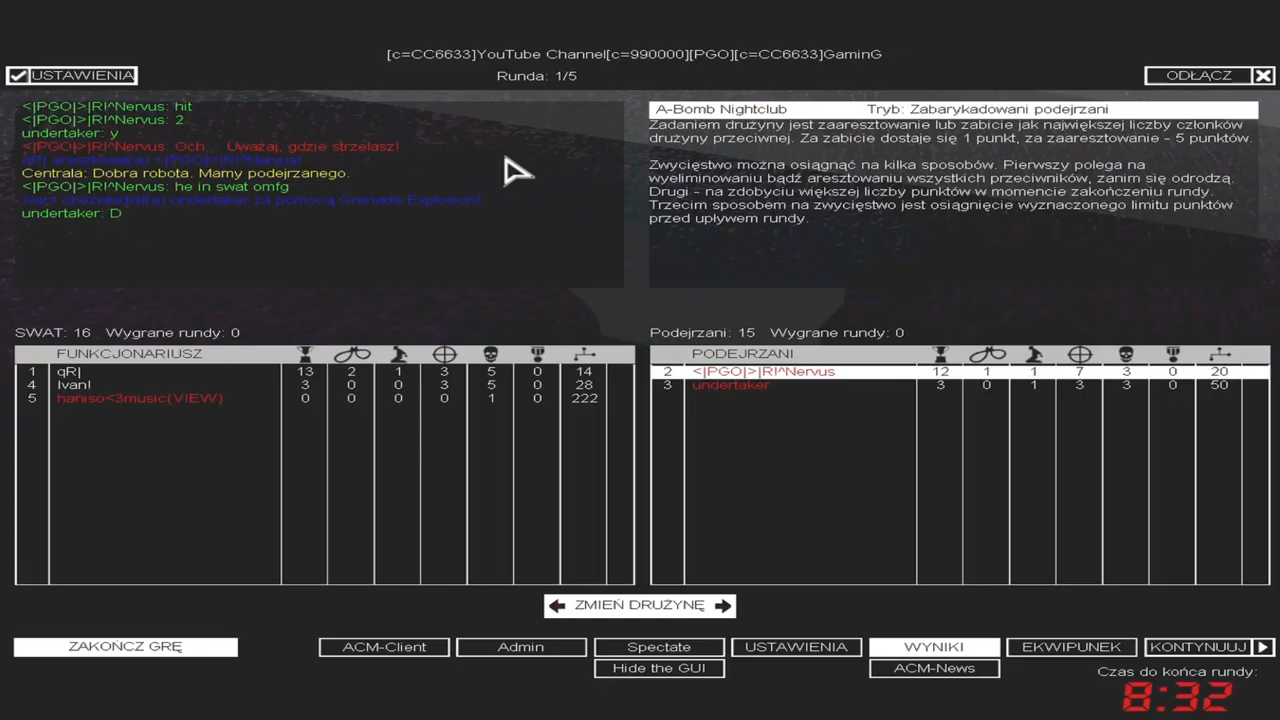 [c=CC6633]YouTube Channel[c=990000][PGO][c=CC6633]GaminG
USTAWIENIA
Runda: 1/5
ODŁĄCZ
<|PGO|>|R!^Nervus: hit
<|PGO|>|R!^Nervus: 2
undertaker: y
<|PGO|>|R!^Nervus: Och... Uważaj, gdzie strzelasz!
qR| aresztował(a) <|PGO|>|R!^Nervus!
Centrala: Dobra robota. Mamy podejrzanego.
<|PGO|>|R!^Nervus: he in swat omfg
Ivan! obezwładnił(a) undertaker za pomocą Grenade Explosion!
undertaker: D
A-Bomb Nightclub Tryb: Zabarykadowani podejrzani
Zadaniem drużyny jest zaaresztowanie lub zabicie jak największej liczby członków
drużyny przeciwnej. Za zabicie dostaje się 1 punkt, za zaaresztowanie - 5 punktów.
Zwycięstwo można osiągnąć na kilka sposobów. Pierwszy polega na
wyeliminowaniu bądź aresztowaniu wszystkich przeciwników, zanim się odrodzą.
Drugi - na zdobyciu większej liczby punktów w momencie zakończeniu rundy.
Trzecim sposobem na zwycięstwo jest osiągnięcie wyznaczonego limitu punktów
przed upływem rundy.
SWAT: 16 Wygrane rundy: 0
FUNKCJONARIUSZ
1 qR| 13 2 1 3 5 0 14
4 Ivan! 3 0 0 3 5 0 28
5 haniso<3music(VIEW) 0 0 0 0 1 0 222
Podejrzani: 15 Wygrane rundy: 0
PODEJRZANI
2 <|PGO|>|R!^Nervus 12 1 1 7 3 0 20
3 undertaker 3 0 1 3 3 0 50
ZMIEŃ DRUŻYNĘ
ZAKOŃCZ GRĘ
ACM-Client
Admin
Spectate
USTAWIENIA
WYNIKI
EKWIPUNEK
KONTYNUUJ
Hide the GUI
ACM-News
Czas do końca rundy:
8:32